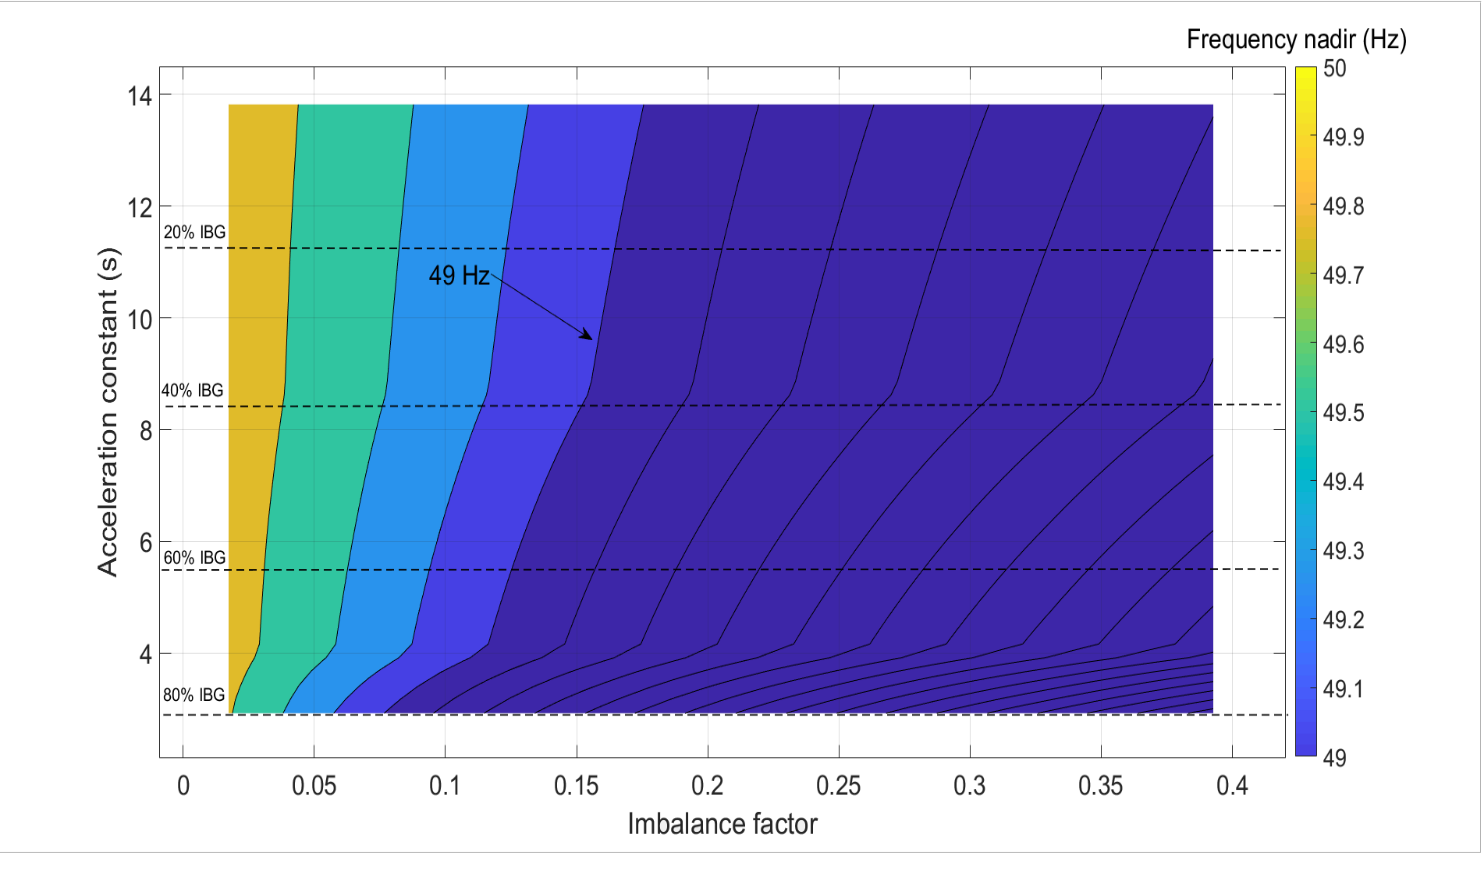 Frequency nadir (Hz)
50
49.9
49.8
49.7
49.6
49.5
49.4
49.3
49.2
49.1
49
Acceleration constant (s)
14
12
10
8
6
4
20% IBG
49 Hz
40% IBG
60% IBG
80% IBG
0 0.05 0.1 0.15 0.2 0.25 0.3 0.35 0.4
Imbalance factor